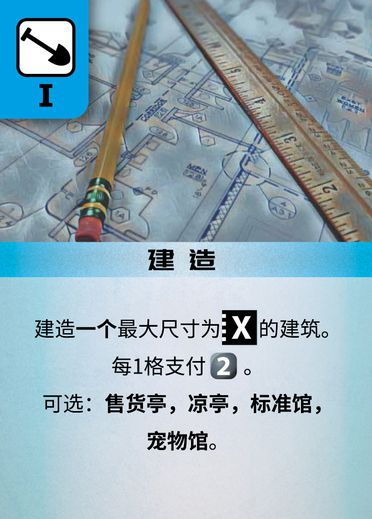 I
建造
建造一个最大尺寸为X的建筑。
每1格支付2。
可选：售货亭，凉亭，标准馆，
宠物馆。